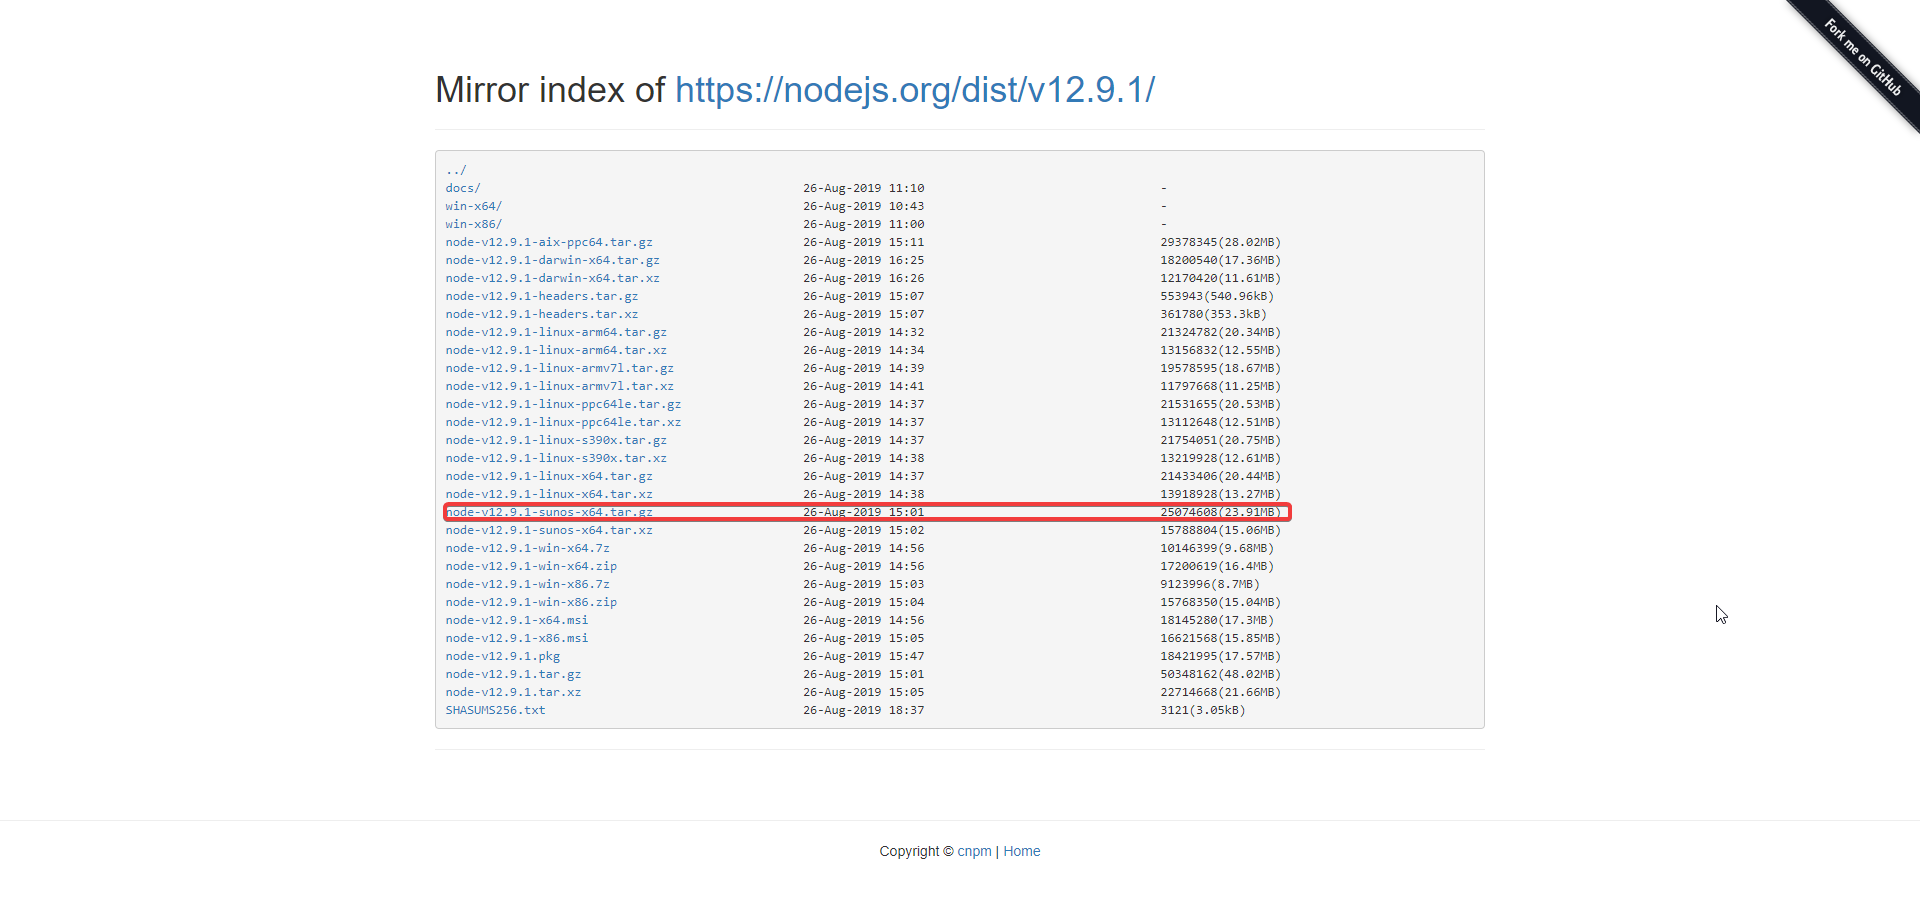 Fork me on GitHub
Mirror index of https://nodejs.org/dist/v12.9.1/
../
docs/ 26-Aug-2019 11:10 -
win-x64/ 26-Aug-2019 10:43 -
win-x86/ 26-Aug-2019 11:00 -
node-v12.9.1-aix-ppc64.tar.gz 26-Aug-2019 15:11 29378345(28.02MB)
node-v12.9.1-darwin-x64.tar.gz 26-Aug-2019 16:25 18200540(17.36MB)
node-v12.9.1-darwin-x64.tar.xz 26-Aug-2019 16:26 12170420(11.61MB)
node-v12.9.1-headers.tar.gz 26-Aug-2019 15:07 553943(540.96kB)
node-v12.9.1-headers.tar.xz 26-Aug-2019 15:07 361780(353.3kB)
node-v12.9.1-linux-arm64.tar.gz 26-Aug-2019 14:32 21324782(20.34MB)
node-v12.9.1-linux-arm64.tar.xz 26-Aug-2019 14:34 13156832(12.55MB)
node-v12.9.1-linux-armv7l.tar.gz 26-Aug-2019 14:39 19578595(18.67MB)
node-v12.9.1-linux-armv7l.tar.xz 26-Aug-2019 14:41 11797668(11.25MB)
node-v12.9.1-linux-ppc64le.tar.gz 26-Aug-2019 14:37 21531655(20.53MB)
node-v12.9.1-linux-ppc64le.tar.xz 26-Aug-2019 14:37 13112648(12.51MB)
node-v12.9.1-linux-s390x.tar.gz 26-Aug-2019 14:37 21754051(20.75MB)
node-v12.9.1-linux-s390x.tar.xz 26-Aug-2019 14:38 13219928(12.61MB)
node-v12.9.1-linux-x64.tar.gz 26-Aug-2019 14:37 21433406(20.44MB)
node-v12.9.1-linux-x64.tar.xz 26-Aug-2019 14:38 13918928(13.27MB)
node-v12.9.1-sunos-x64.tar.gz 26-Aug-2019 15:01 25074608(23.91MB)
node-v12.9.1-sunos-x64.tar.xz 26-Aug-2019 15:02 15788804(15.06MB)
node-v12.9.1-win-x64.7z 26-Aug-2019 14:56 10146399(9.68MB)
node-v12.9.1-win-x64.zip 26-Aug-2019 14:56 17200619(16.4MB)
node-v12.9.1-win-x86.7z 26-Aug-2019 15:03 9123996(8.7MB)
node-v12.9.1-win-x86.zip 26-Aug-2019 15:04 15768350(15.04MB)
node-v12.9.1-x64.msi 26-Aug-2019 14:56 18145280(17.3MB)
node-v12.9.1-x86.msi 26-Aug-2019 15:05 16621568(15.85MB)
node-v12.9.1.pkg 26-Aug-2019 15:47 18421995(17.57MB)
node-v12.9.1.tar.gz 26-Aug-2019 15:01 50348162(48.02MB)
node-v12.9.1.tar.xz 26-Aug-2019 15:05 22714668(21.66MB)
SHASUMS256.txt 26-Aug-2019 18:37 3121(3.05kB)
Copyright © cnpm | Home